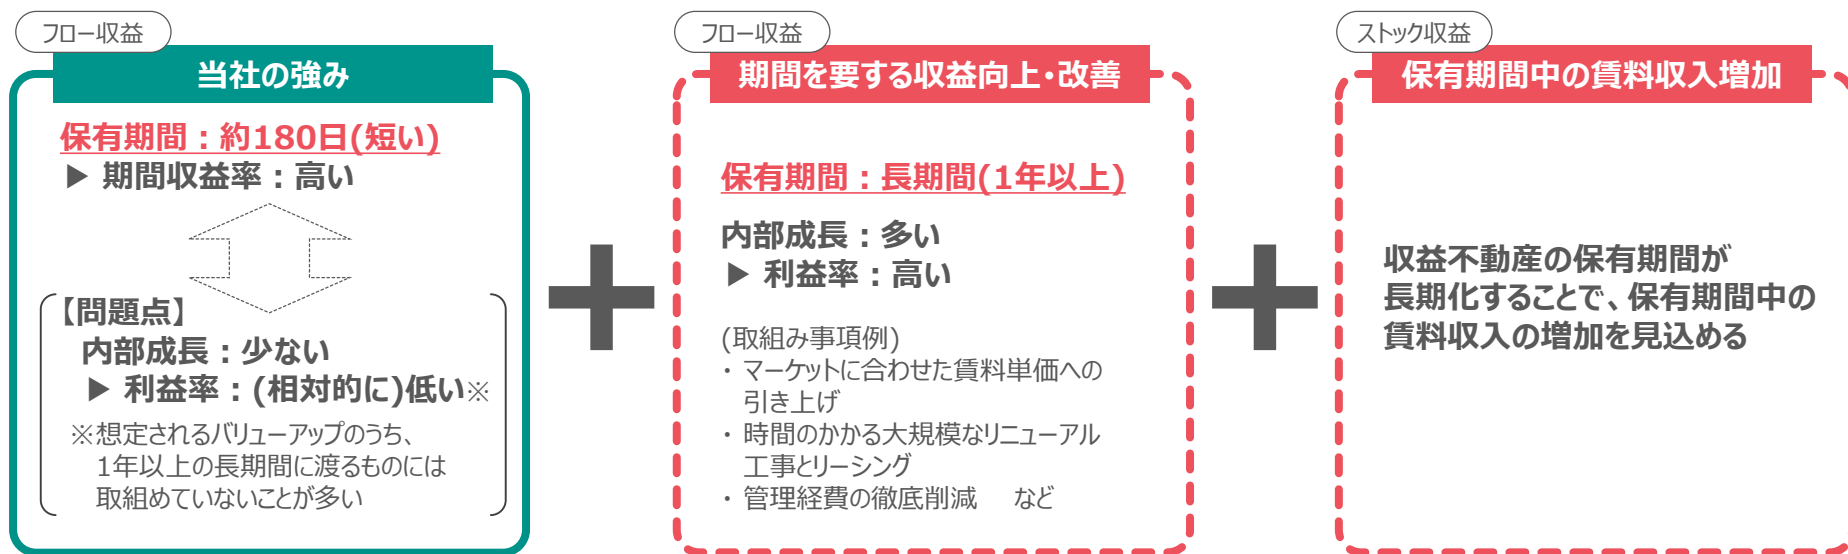 フロー収益
当社の強み
保有期間：約180日(短い)
▶ 期間収益率：高い
【問題点】
内部成長：少ない
▶ 利益率：(相対的に)低い※
※想定されるバリューアップのうち、
1年以上の長期間に渡るものには
取組めていないことが多い
フロー収益
期間を要する収益向上・改善
保有期間：長期間(1年以上)
内部成長：多い
▶ 利益率：高い
(取組み事項例)
・ マーケットに合わせた賃料単価への
引き上げ
・ 時間のかかる大規模なリニューアル
工事とリーシング
・ 管理経費の徹底削減　など
ストック収益
保有期間中の賃料収入増加
収益不動産の保有期間が
長期化することで、保有期間中の
賃料収入の増加を見込める